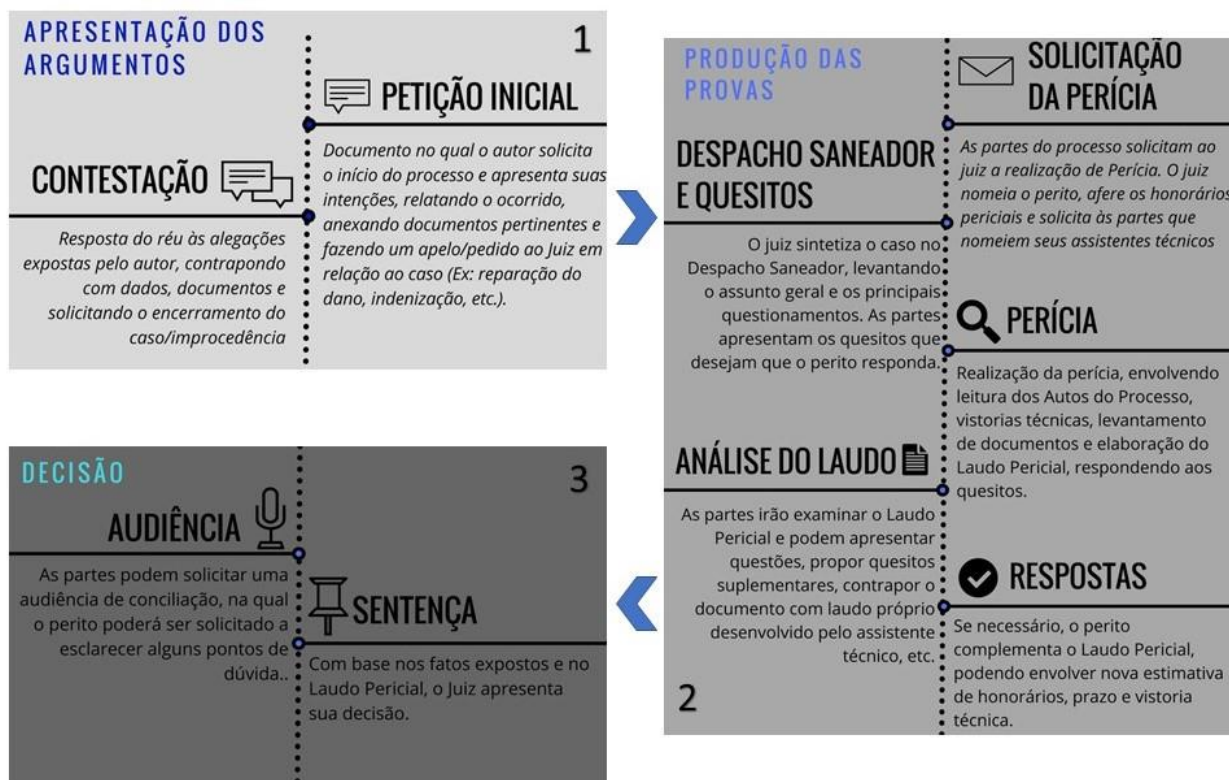 APRESENTAÇÃO DOS
ARGUMENTOS
1
PETIÇÃO INICIAL
Documento no qual o autor solicita
o início do processo e apresenta suas
intenções, relatando o ocorrido,
anexando documentos pertinentes e
fazendo um apelo/pedido ao Juiz em
relação ao caso (Ex: reparação do
dano, indenização, etc.).
CONTESTAÇÃO
Resposta do réu às alegações
expostas pelo autor, contrapondo
com dados, documentos e
solicitando o encerramento do
caso/improcedência
PRODUÇÃO DAS
PROVAS
SOLICITAÇÃO
DA PERÍCIA
As partes do processo solicitam ao
juiz a realização de Perícia. O juiz
nomeia o perito, afere os honorários
periciais e solicita às partes que
nomeiem seus assistentes técnicos
DESPACHO SANEADOR
E QUESITOS
O juiz sintetiza o caso no
Despacho Saneador, levantando
o assunto geral e os principais
questionamentos. As partes
apresentam os quesitos que
desejam que o perito responda.
PERÍCIA
Realização da perícia, envolvendo
leitura dos Autos do Processo,
vistorias técnicas, levantamento
de documentos e elaboração do
Laudo Pericial, respondendo aos
quesitos.
ANÁLISE DO LAUDO
As partes irão examinar o Laudo
Pericial e podem apresentar
questões, propor quesitos
suplementares, contrapor o
documento com laudo próprio
desenvolvido pelo assistente
técnico, etc.
RESPOSTAS
Se necessário, o perito
complementa o Laudo Pericial,
podendo envolver nova estimativa
de honorários, prazo e vistoria
técnica.
2
DECISÃO
3
AUDIÊNCIA
As partes podem solicitar uma
audiência de conciliação, na qual
o perito poderá ser solicitado a
esclarecer alguns pontos de
dúvida..
SENTENÇA
Com base nos fatos expostos e no
Laudo Pericial, o Juiz apresenta
sua decisão.